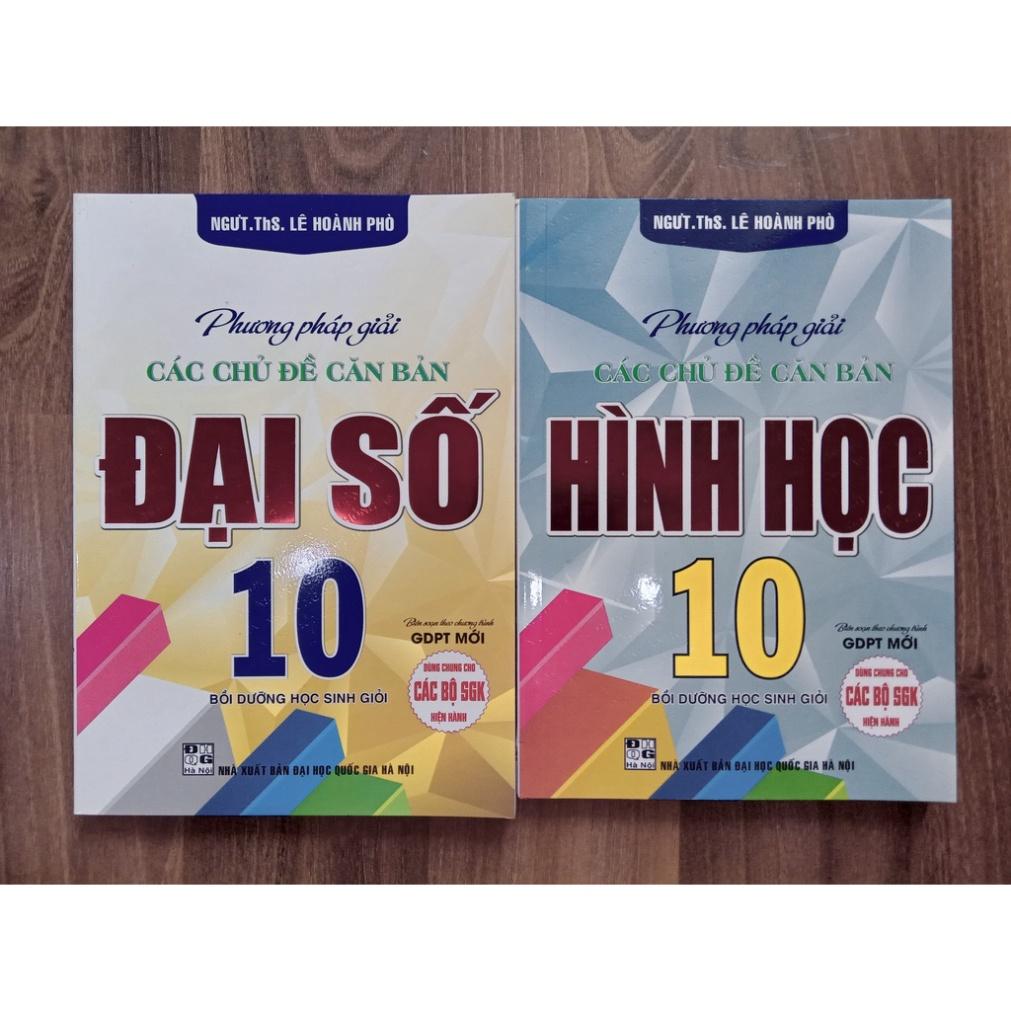 NGƯT.ThS. LÊ HOÀNH PHÒ
Phương pháp giải
CÁC CHỦ ĐỀ CĂN BẢN
ĐẠI SỐ
10
Biên soạn theo chương trình
GDPT MỚI
BỒI DƯỠNG HỌC SINH GIỎI
DÙNG CHUNG CHO
CÁC BỘ SGK
HIỆN HÀNH
ĐH
QG
Hà Nội
NHÀ XUẤT BẢN ĐẠI HỌC QUỐC GIA HÀ NỘI
NGƯT.ThS. LÊ HOÀNH PHÒ
Phương pháp giải
CÁC CHỦ ĐỀ CĂN BẢN
HÌNH HỌC
10
Biên soạn theo chương trình
GDPT MỚI
BỒI DƯỠNG HỌC SINH GIỎI
DÙNG CHUNG CHO
CÁC BỘ SGK
HIỆN HÀNH
ĐH
QG
Hà Nội
NHÀ XUẤT BẢN ĐẠI HỌC QUỐC GIA HÀ NỘI